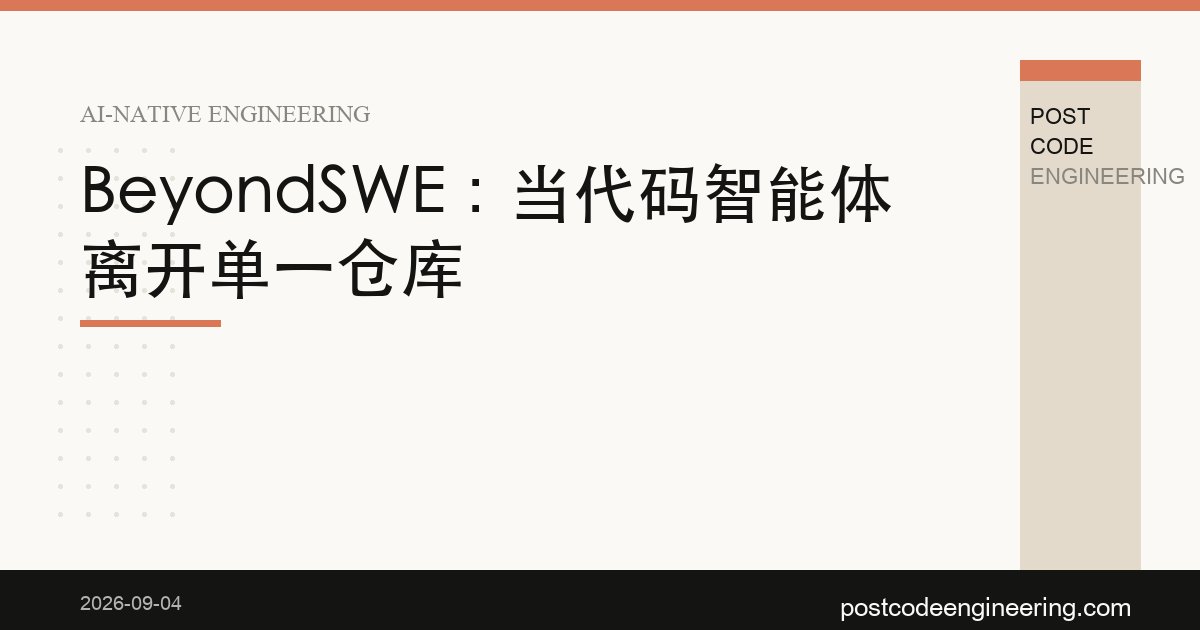 AI-NATIVE ENGINEERING
BeyondSWE：当代码智能体
离开单一仓库
POST
CODE
ENGINEERING
2026-09-04
postcodeengineering.com